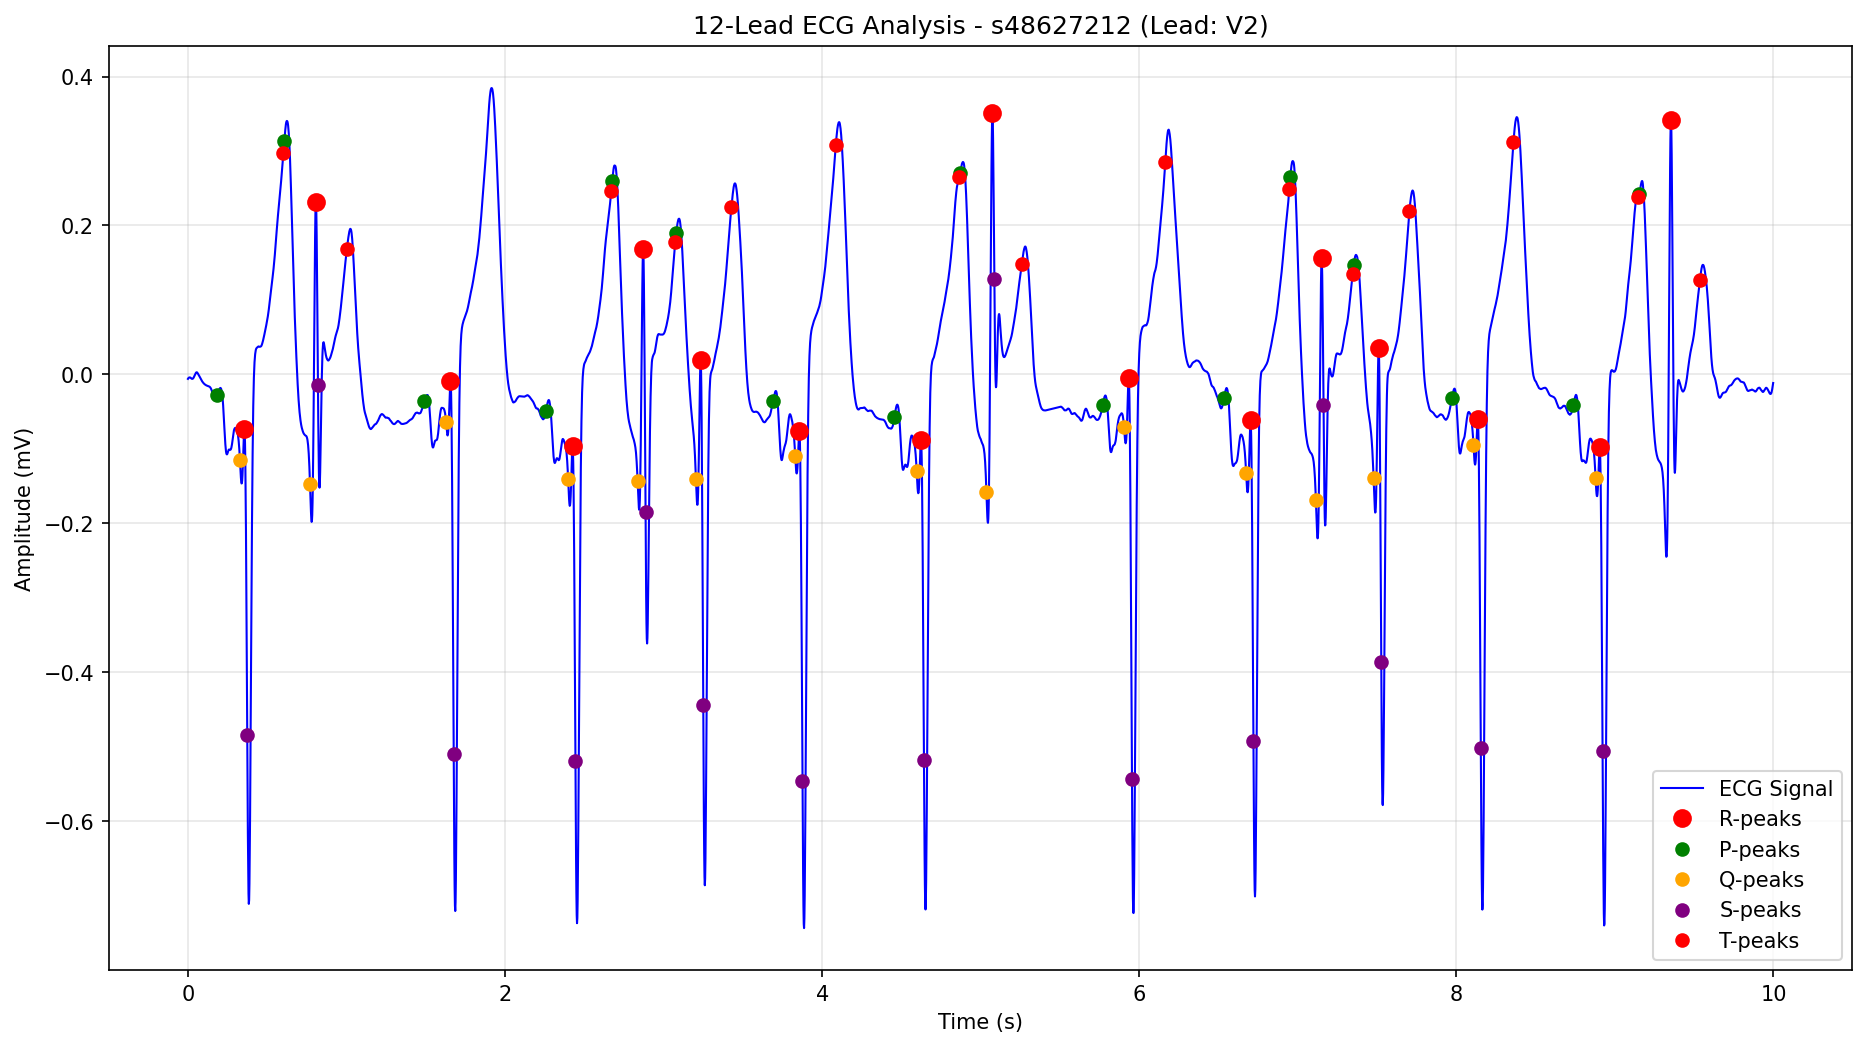 12-Lead ECG Analysis - s48627212 (Lead: V2)
0.4
0.2
0.0
−0.2
−0.4
−0.6
Amplitude (mV)
0 2 4 6 8 10
Time (s)
ECG Signal
R-peaks
P-peaks
Q-peaks
S-peaks
T-peaks